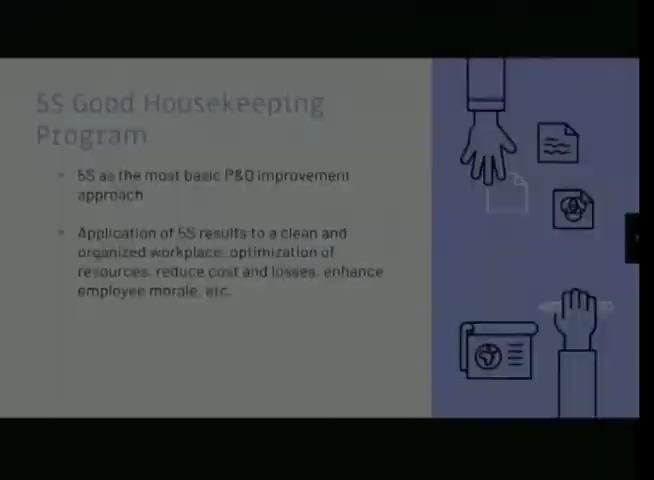 5S Good Housekeeping
Program
5S as the most basic P&Q improvement
approach
Application of 5S results to a clean and
organized workplace, optimization of
resources, reduce cost and losses, enhance
employee morale, etc.